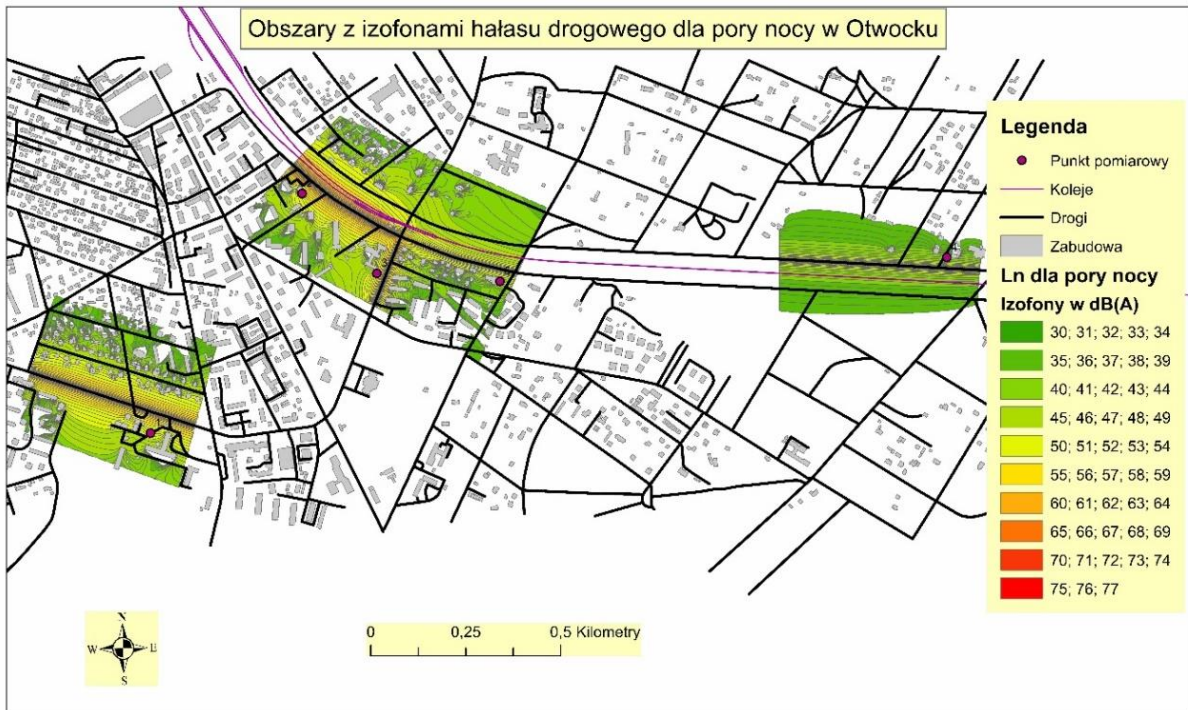 Obszary z izofonami hałasu drogowego dla pory nocy w Otwocku
Legenda
Punkt pomiarowy
Koleje
Drogi
Zabudowa
Ln dla pory nocy
Izofony w dB(A)
30; 31; 32; 33; 34
35; 36; 37; 38; 39
40; 41; 42; 43; 44
45; 46; 47; 48; 49
50; 51; 52; 53; 54
55; 56; 57; 58; 59
60; 61; 62; 63; 64
65; 66; 67; 68; 69
70; 71; 72; 73; 74
75; 76; 77
N
W E
S
0 0,25 0,5 Kilometry